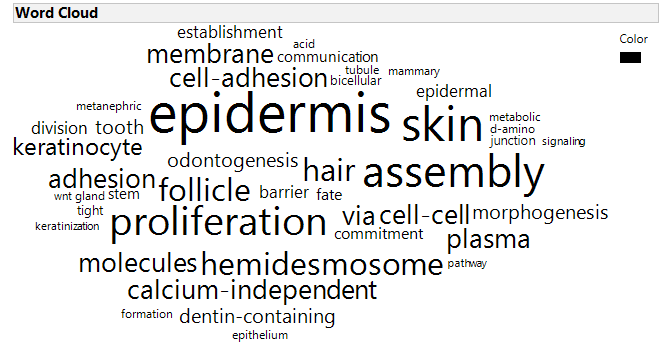 Word Cloud
Color
establishment
acid
membrane communication
cell-adhesion tubule mammary
bicellular
epidermal
metanephric epidermis skin metabolic
d-amino
division tooth junction signaling
keratinocyte
odontogenesis hair assembly
adhesion follicle barrier fate
wnt gland stem
tight
keratinization proliferation via cell-cell morphogenesis
commitment plasma
molecules hemidesmosome pathway
calcium-independent
formation dentin-containing
epithelium